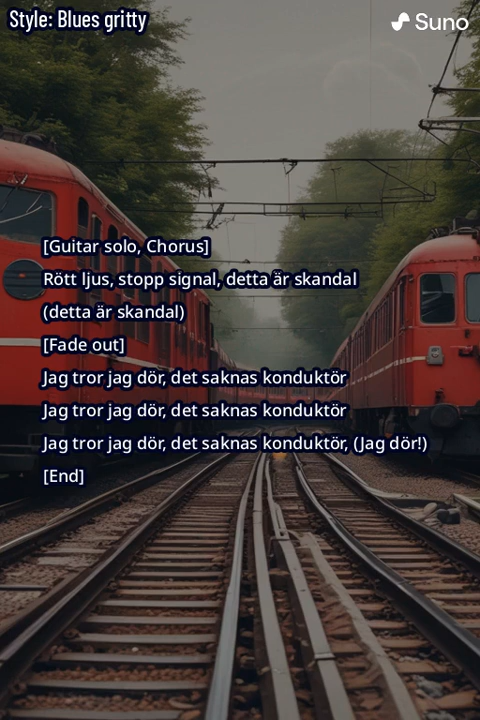 Style: Blues gritty
Suno
[Guitar solo, Chorus]
Rött ljus, stopp signal, detta är skandal
(detta är skandal)
[Fade out]
Jag tror jag dör, det saknas konduktör
Jag tror jag dör, det saknas konduktör
Jag tror jag dör, det saknas konduktör, (Jag dör!)
[End]